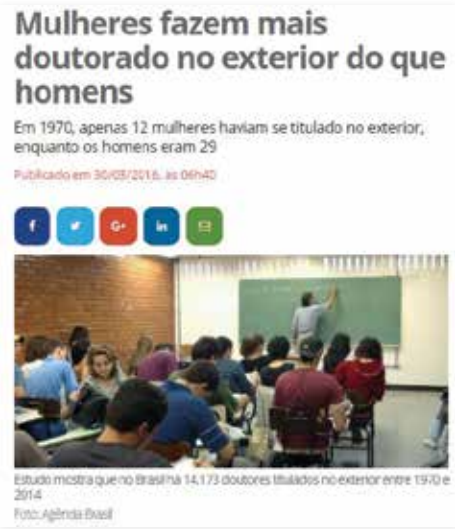 Mulheres fazem mais
doutorado no exterior do que
homens
Em 1970, apenas 12 mulheres haviam se titulado no exterior,
enquanto os homens eram 29
Publicado em 30/03/2016, às 06h40
f G+ in
Estudo mostra que no Brasil há 14.173 doutores titulados no exterior entre 1970 e
2014
Foto: Agência Brasil